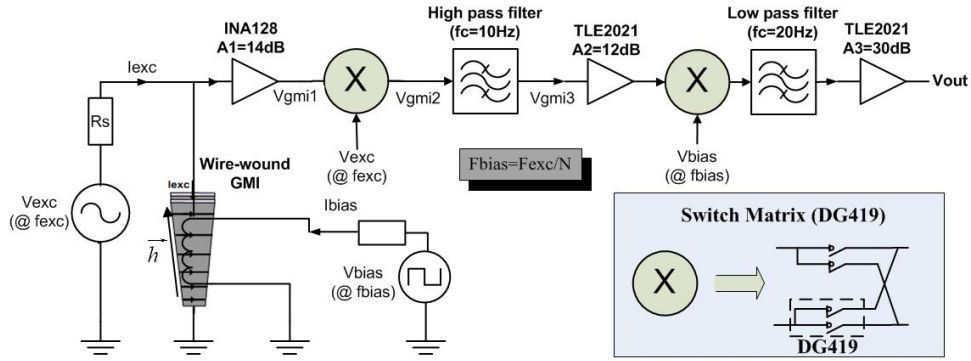 INA128
A1=14dB
High pass filter
(fc=10Hz)
TLE2021
A2=12dB
Low pass filter
(fc=20Hz)
TLE2021
A3=30dB
Iexc
Rs
Vgmi1
X
Vgmi2
Vgmi3
X
Vout
Vexc
(@ fexc)
Vbias
(@ fbias)
Fbias=Fexc/N
Wire-wound
GMI
Iexc
Vexc
(@ fexc)
h
Ibias
Vbias
(@ fbias)
Switch Matrix (DG419)
X
DG419